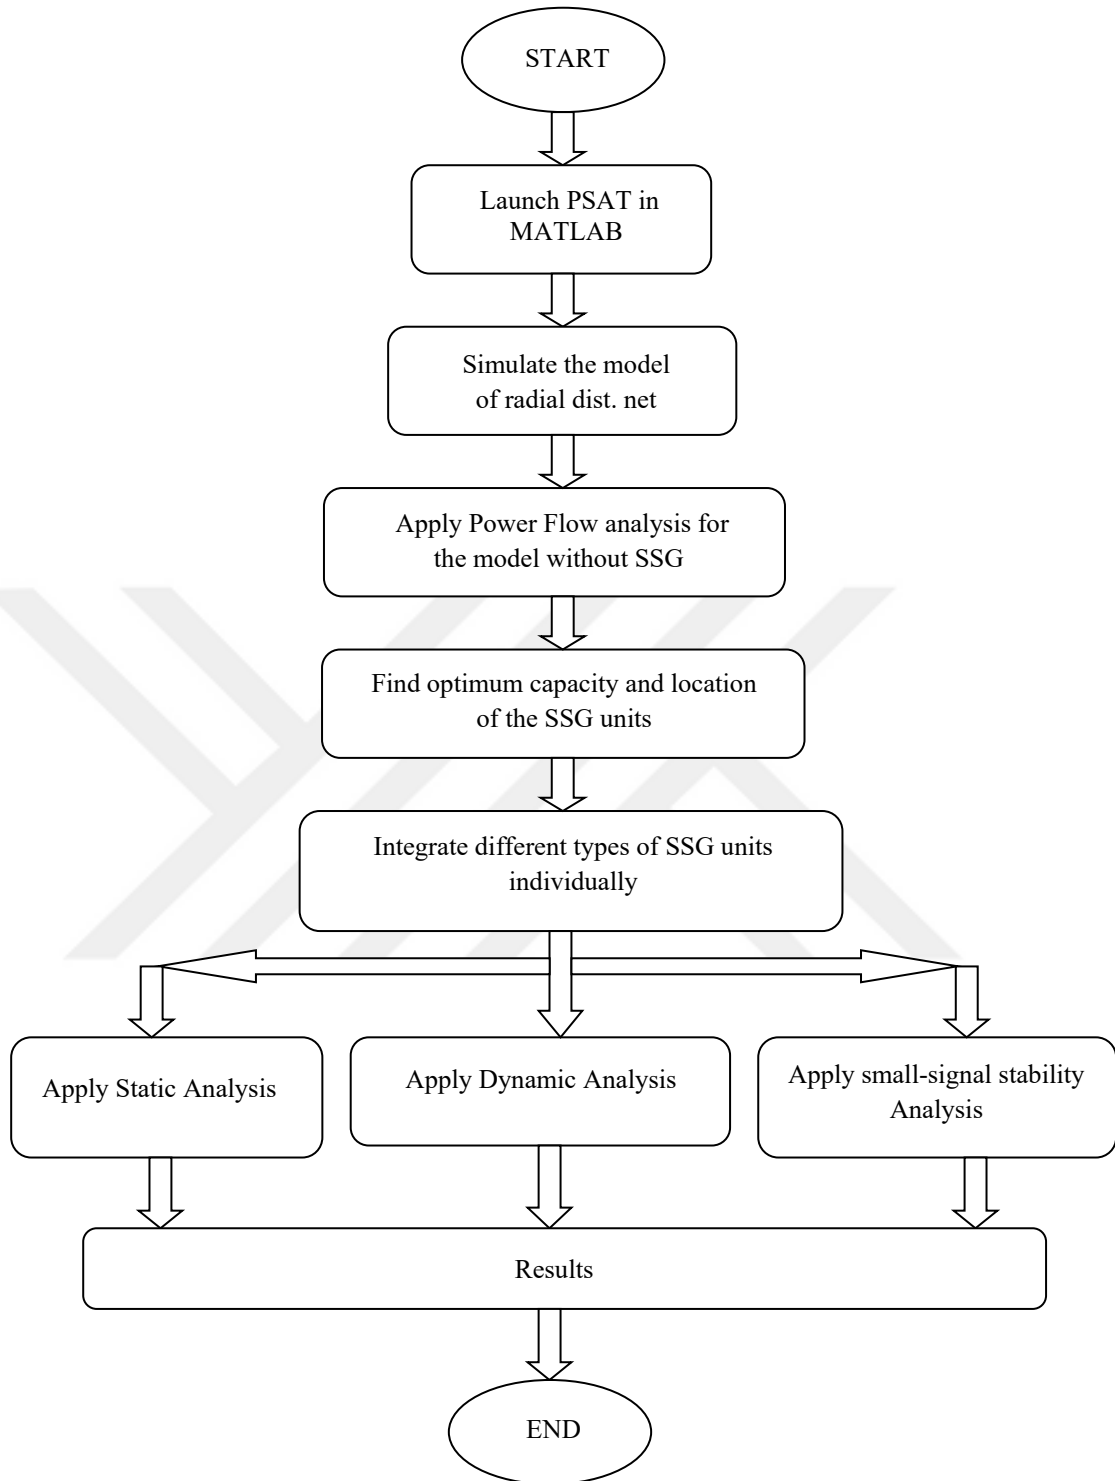 START
Launch PSAT in
MATLAB
Simulate the model
of radial dist. net
Apply Power Flow analysis for
the model without SSG
Find optimum capacity and location
of the SSG units
Integrate different types of SSG units
individually
Apply Static Analysis
Apply Dynamic Analysis
Apply small-signal stability
Analysis
Results
END